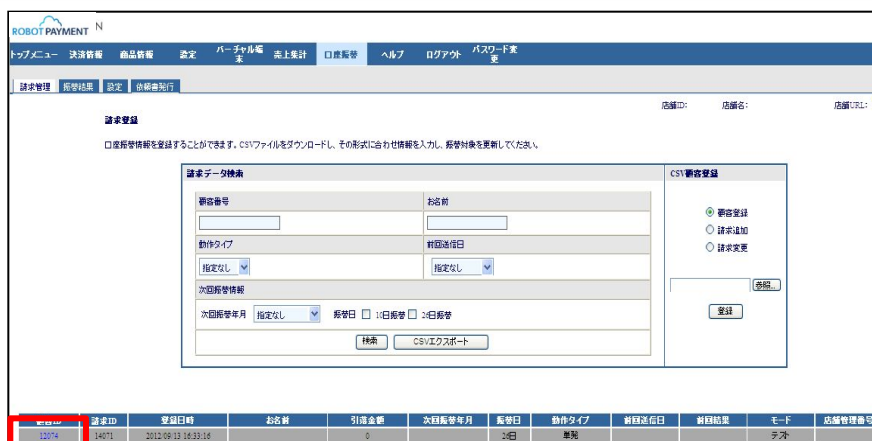 ROBOT PAYMENT N
トップメニュー 決済情報 商品情報 設定 バーチャル端末 売上集計 口座振替 ヘルプ ログアウト パスワード変更
請求管理 振替結果 設定 依頼書発行
店舗ID: 店舗名: 店舗URL:
請求登録
口座振替情報を登録することができます。CSVファイルをダウンロードし、その形式に合わせ情報を入力し、振替対象を更新してください。
請求データ検索 CSV顧客登録
顧客番号 お名前
顧客登録
請求追加
動作タイプ 前回送信日
請求変更
指定なし 指定なし
次回振替情報
参照...
次回振替年月 指定なし 振替日 10日振替 26日振替
登録
検索 CSVエクスポート
顧客ID 請求ID 登録日時 お名前 引落金額 次回振替年月 振替日 動作タイプ 前回送信日 前回結果 モード 店舗管理番号
12074 14071 2012/09/13 16:33:16 0 26日 単発 テスト